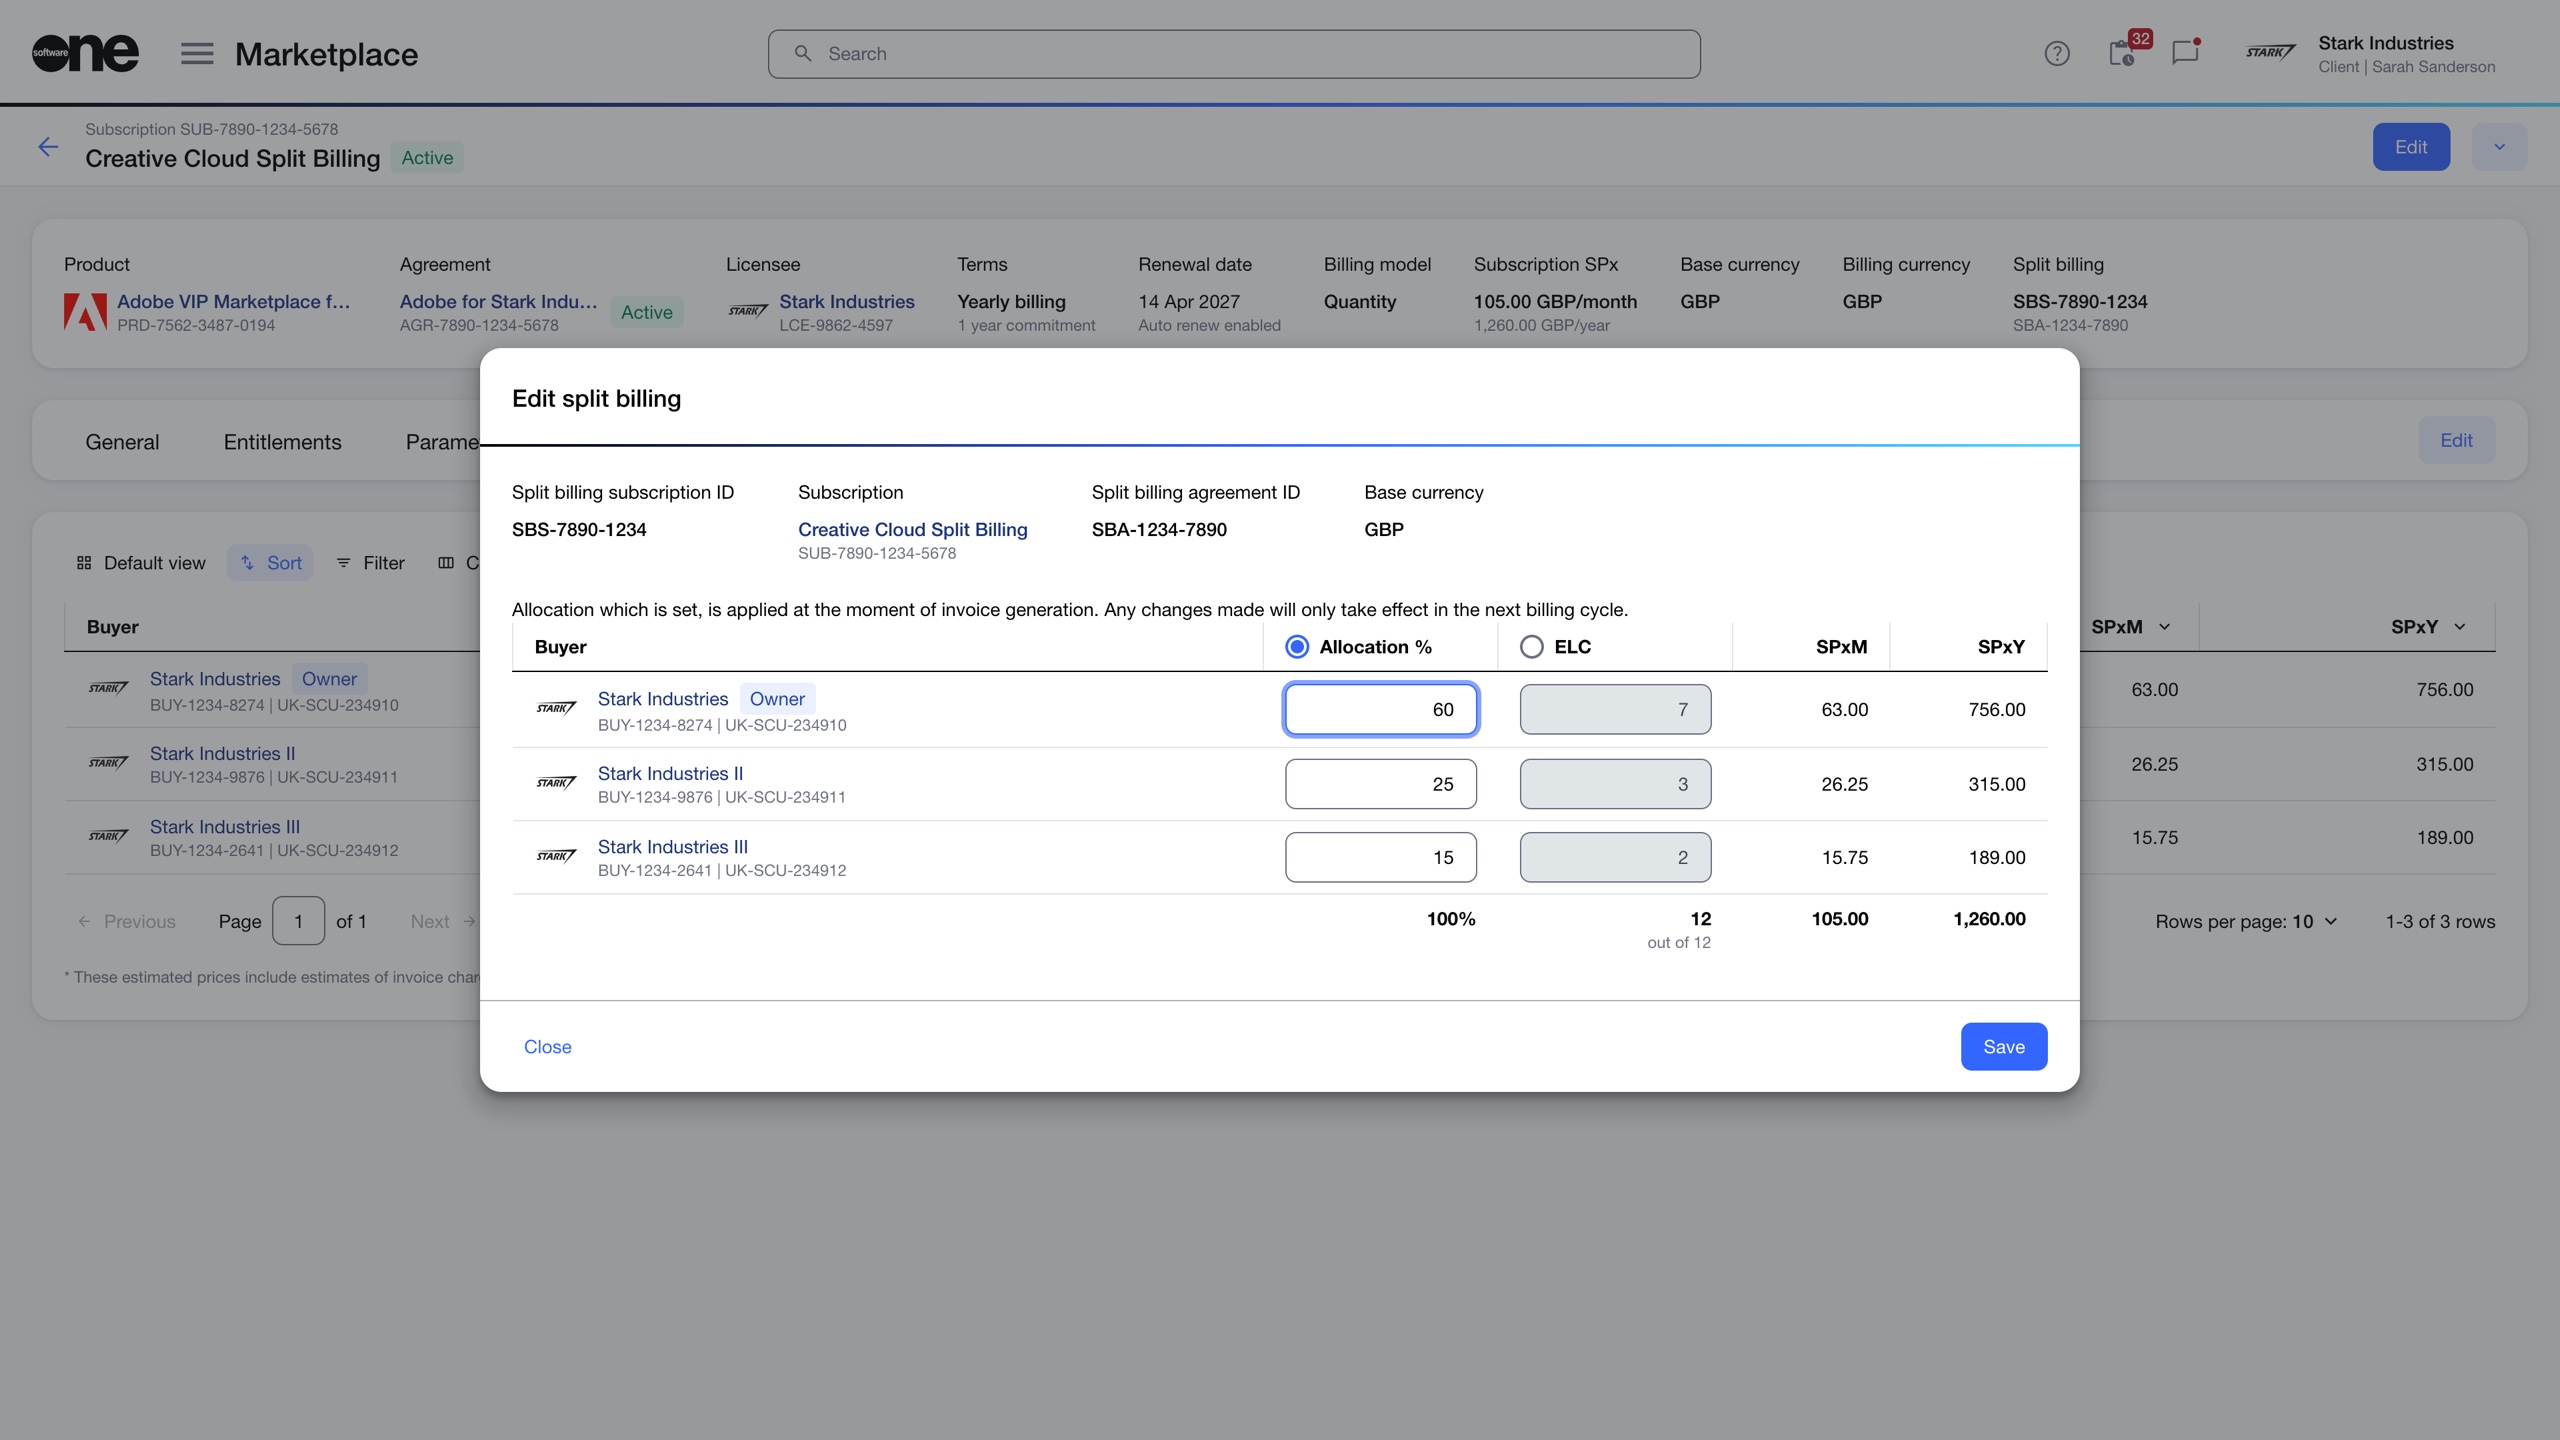 software one
Marketplace
Search
32
STARK
Stark Industries
Client | Sarah Sanderson
Subscription SUB-7890-1234-5678
Creative Cloud Split Billing
Active
Edit
Product
Agreement
Licensee
Terms
Renewal date
Billing model
Subscription SPx
Base currency
Billing currency
Split billing
Adobe VIP Marketplace f...
PRD-7562-3487-0194
Adobe for Stark Indu...
AGR-7890-1234-5678
Active
STARK
Stark Industries
LCE-9862-4597
Yearly billing
1 year commitment
14 Apr 2027
Auto renew enabled
Quantity
105.00 GBP/month
1,260.00 GBP/year
GBP
GBP
SBS-7890-1234
SBA-1234-7890
General
Entitlements
Parame
Edit
Default view
Sort
Filter
C
Buyer
SPxM
SPxY
STARK
Stark Industries
Owner
BUY-1234-8274 | UK-SCU-234910
63.00
756.00
STARK
Stark Industries II
BUY-1234-9876 | UK-SCU-234911
26.25
315.00
STARK
Stark Industries III
BUY-1234-2641 | UK-SCU-234912
15.75
189.00
Previous
Page
1
of 1
Next
Rows per page: 10
1-3 of 3 rows
* These estimated prices include estimates of invoice char
Edit split billing
Split billing subscription ID
Subscription
Split billing agreement ID
Base currency
SBS-7890-1234
Creative Cloud Split Billing
SUB-7890-1234-5678
SBA-1234-7890
GBP
Allocation which is set, is applied at the moment of invoice generation. Any changes made will only take effect in the next billing cycle.
Buyer
Allocation %
ELC
SPxM
SPxY
STARK
Stark Industries
Owner
BUY-1234-8274 | UK-SCU-234910
60
7
63.00
756.00
STARK
Stark Industries II
BUY-1234-9876 | UK-SCU-234911
25
3
26.25
315.00
STARK
Stark Industries III
BUY-1234-2641 | UK-SCU-234912
15
2
15.75
189.00
100%
12
out of 12
105.00
1,260.00
Close
Save